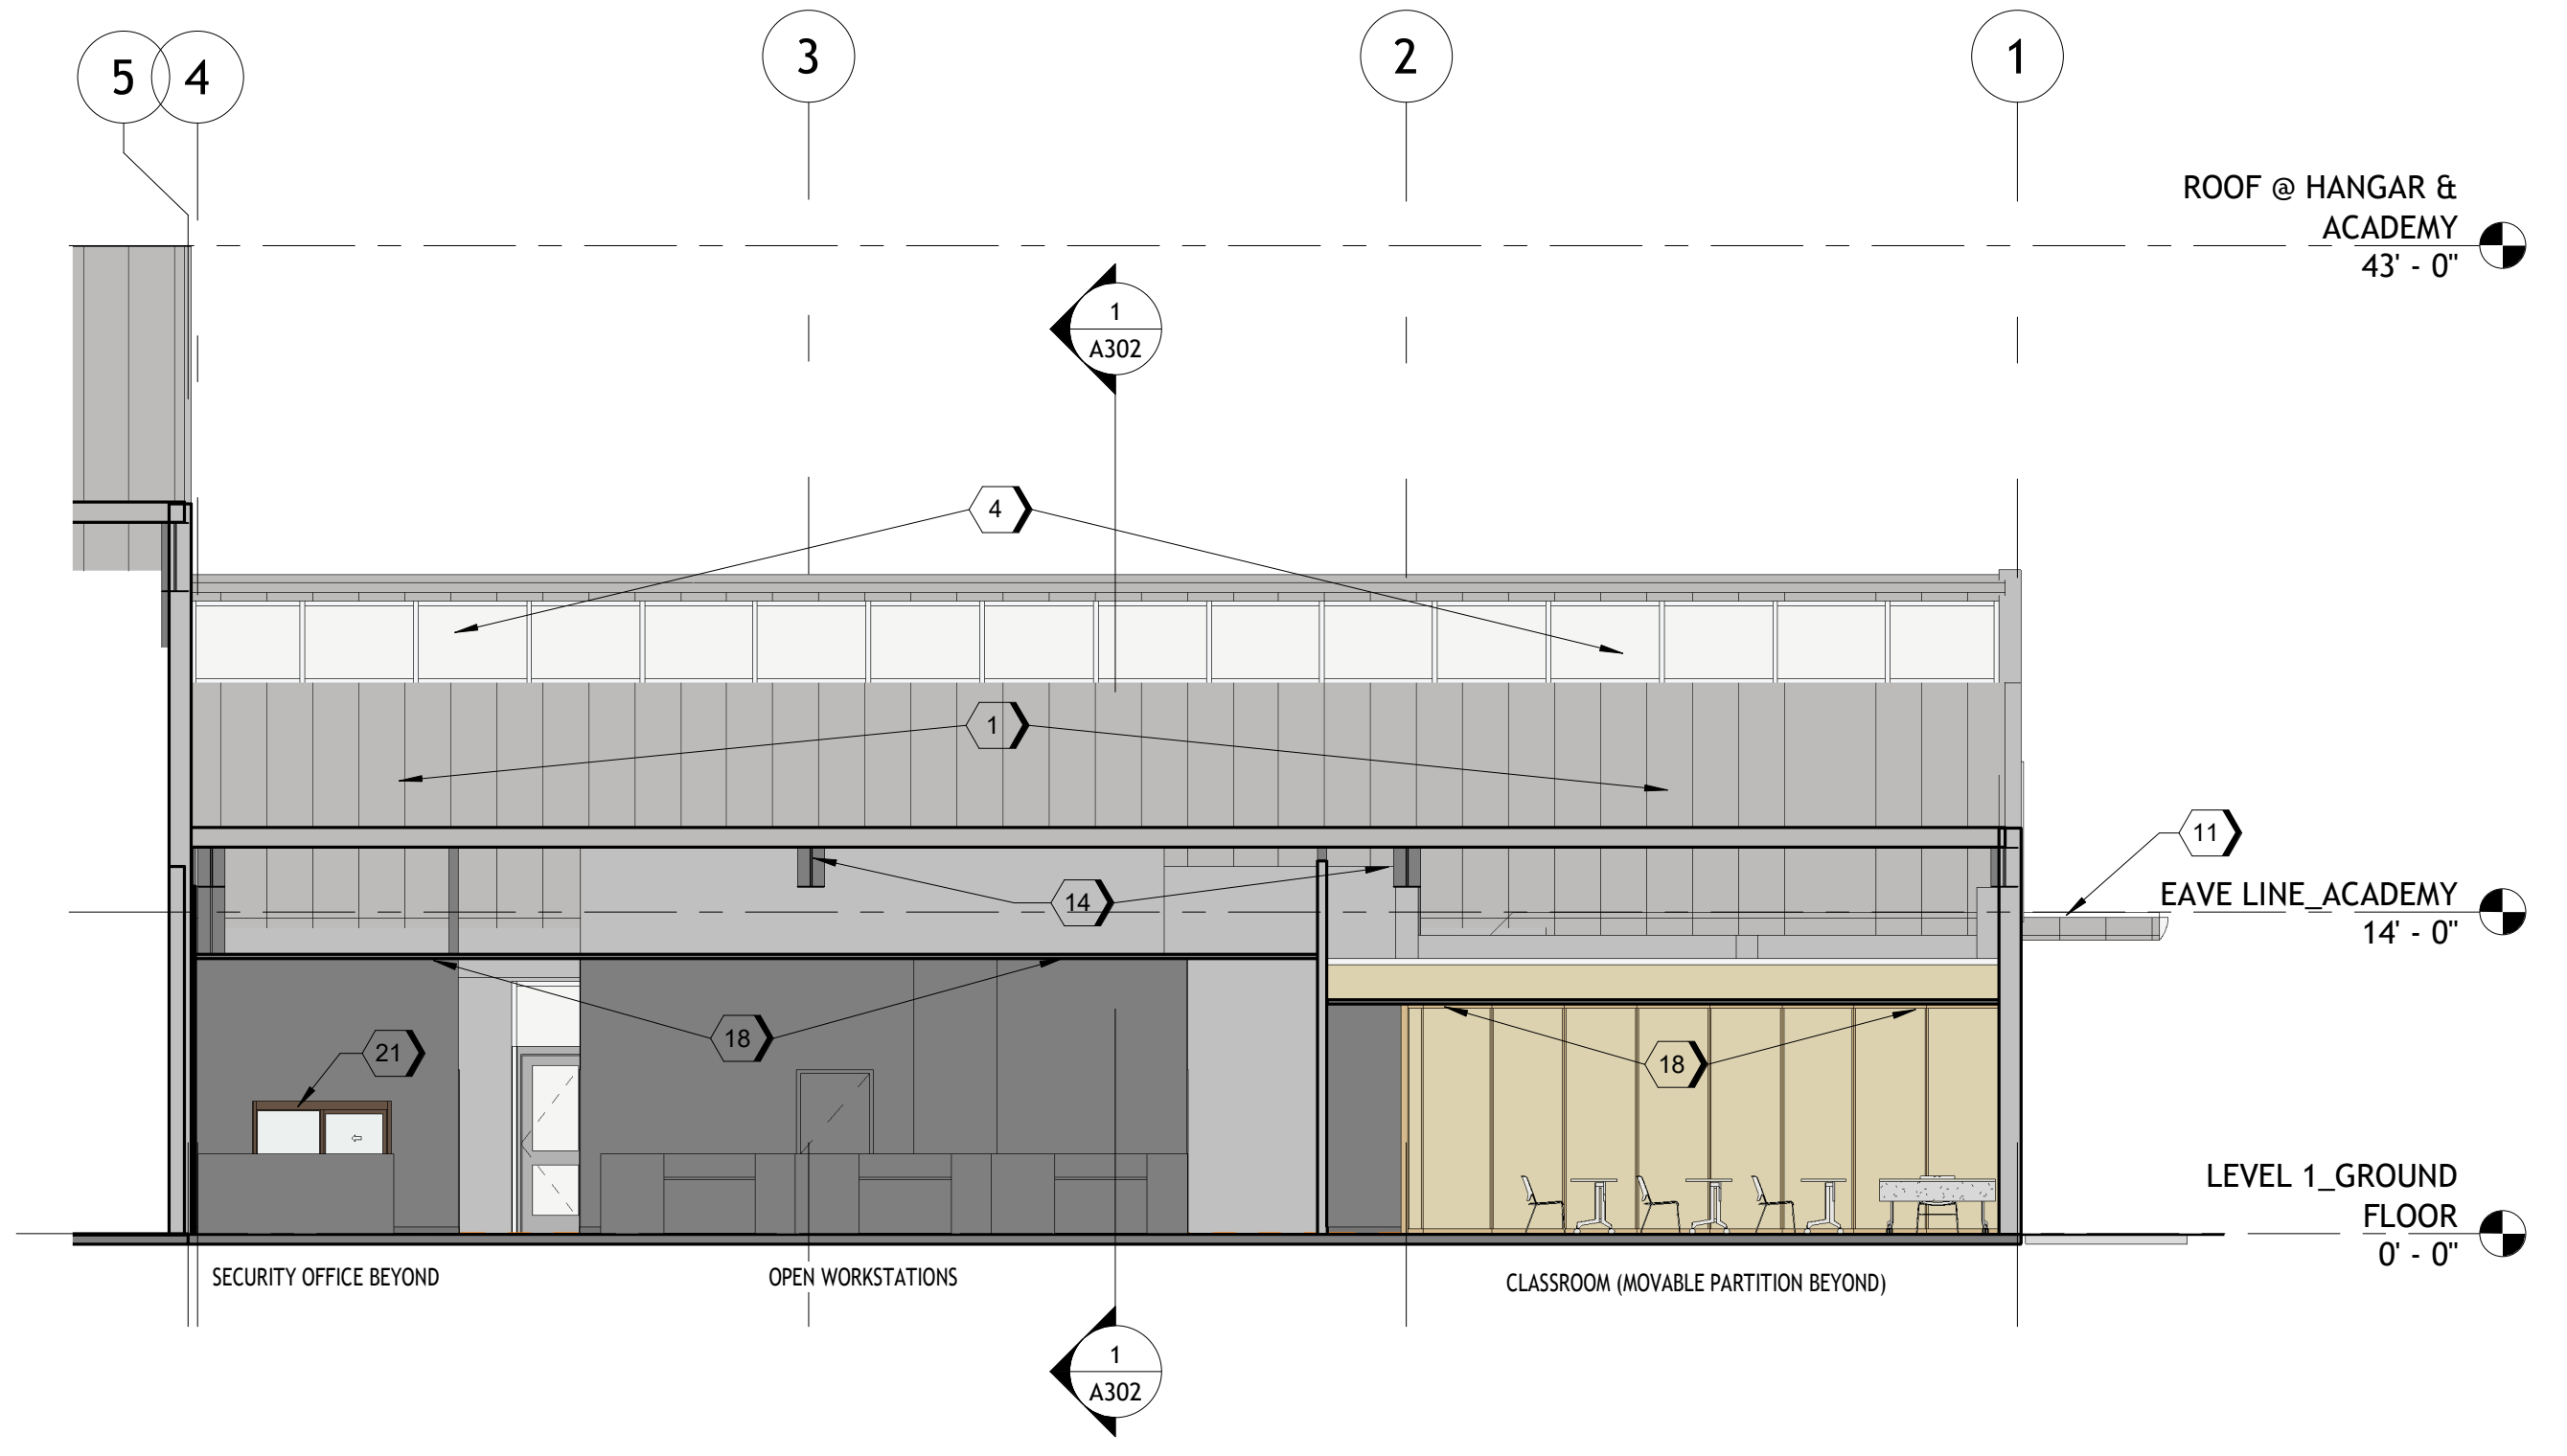 5
4
3
2
1
ROOF @ HANGAR &
ACADEMY
43' - 0"
1
A302
4
1
11
14
EAVE LINE_ACADEMY
14' - 0"
18
21
18
LEVEL 1_GROUND
FLOOR
0' - 0"
SECURITY OFFICE BEYOND
OPEN WORKSTATIONS
CLASSROOM (MOVABLE PARTITION BEYOND)
1
A302